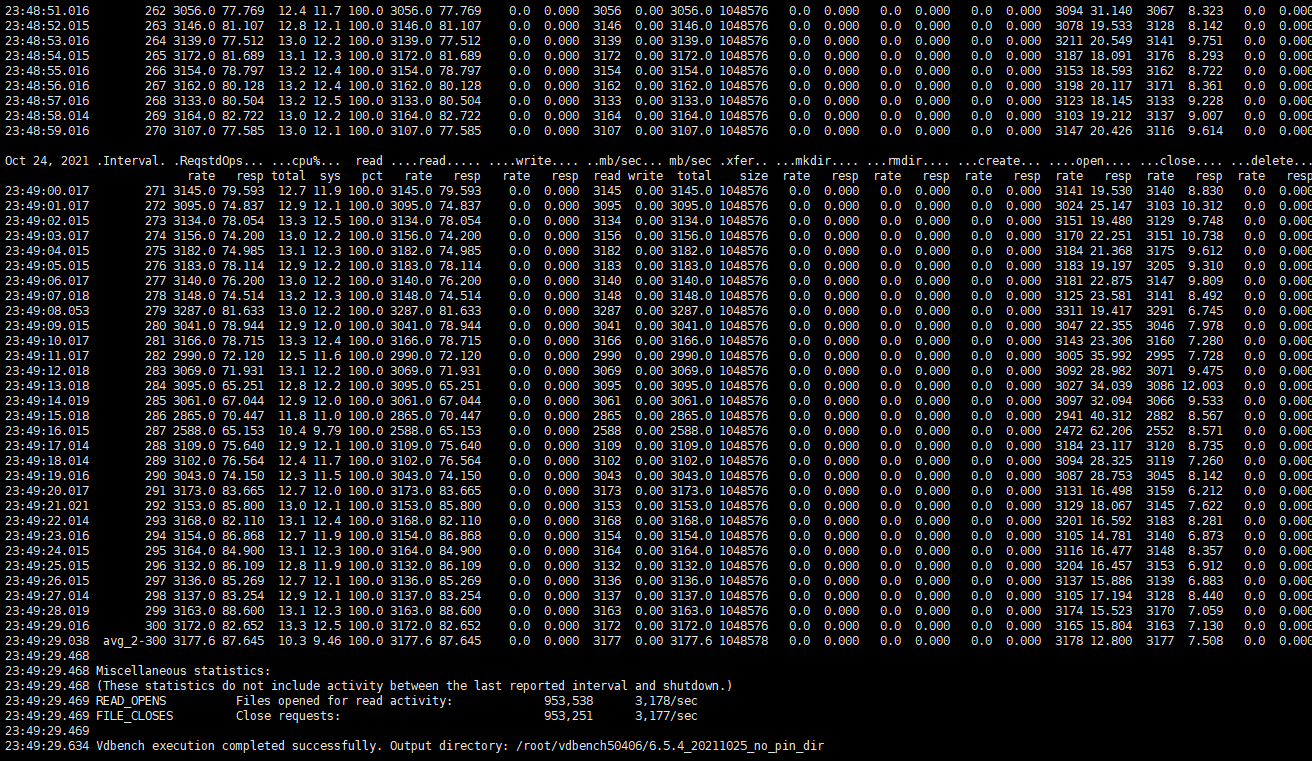 23:48:51.016 262 3056.0 77.769 12.4 11.7 100.0 3056.0 77.769 0.0 0.000 3056 0.00 3056.0 1048576 0.0 0.000 0.0 0.000 0.0 0.000 3094 31.140 3067 8.323 0.0 0.000
23:48:52.015 263 3146.0 81.107 12.8 12.1 100.0 3146.0 81.107 0.0 0.000 3146 0.00 3146.0 1048576 0.0 0.000 0.0 0.000 0.0 0.000 3078 19.533 3128 8.142 0.0 0.000
23:48:53.016 264 3139.0 77.512 13.0 12.2 100.0 3139.0 77.512 0.0 0.000 3139 0.00 3139.0 1048576 0.0 0.000 0.0 0.000 0.0 0.000 3211 20.549 3141 9.751 0.0 0.000
23:48:54.015 265 3172.0 81.689 13.1 12.3 100.0 3172.0 81.689 0.0 0.000 3172 0.00 3172.0 1048576 0.0 0.000 0.0 0.000 0.0 0.000 3187 18.091 3176 8.293 0.0 0.000
23:48:55.016 266 3154.0 78.797 13.2 12.4 100.0 3154.0 78.797 0.0 0.000 3154 0.00 3154.0 1048576 0.0 0.000 0.0 0.000 0.0 0.000 3153 18.593 3162 8.722 0.0 0.000
23:48:56.016 267 3162.0 80.128 13.2 12.4 100.0 3162.0 80.128 0.0 0.000 3162 0.00 3162.0 1048576 0.0 0.000 0.0 0.000 0.0 0.000 3198 20.117 3171 8.361 0.0 0.000
23:48:57.016 268 3133.0 80.504 13.2 12.5 100.0 3133.0 80.504 0.0 0.000 3133 0.00 3133.0 1048576 0.0 0.000 0.0 0.000 0.0 0.000 3123 18.145 3133 9.228 0.0 0.000
23:48:58.014 269 3164.0 82.722 13.0 12.2 100.0 3164.0 82.722 0.0 0.000 3164 0.00 3164.0 1048576 0.0 0.000 0.0 0.000 0.0 0.000 3103 19.212 3137 9.007 0.0 0.000
23:48:59.016 270 3107.0 77.585 13.0 12.1 100.0 3107.0 77.585 0.0 0.000 3107 0.00 3107.0 1048576 0.0 0.000 0.0 0.000 0.0 0.000 3147 20.426 3116 9.614 0.0 0.000
Oct 24, 2021 .Interval. .ReqstdOps... ...cpu%... read ....read..... ....write.... ..mb/sec... mb/sec .xfer.. ...mkdir.... ...rmdir.... ...create... ....open.... ...close.... ...delete...
rate resp total sys pct rate resp rate resp read write total size rate resp rate resp rate resp rate resp rate resp rate resp
23:49:00.017 271 3145.0 79.593 12.7 11.9 100.0 3145.0 79.593 0.0 0.000 3145 0.00 3145.0 1048576 0.0 0.000 0.0 0.000 0.0 0.000 3141 19.530 3140 8.830 0.0 0.000
23:49:01.017 272 3095.0 74.837 12.9 12.1 100.0 3095.0 74.837 0.0 0.000 3095 0.00 3095.0 1048576 0.0 0.000 0.0 0.000 0.0 0.000 3024 25.147 3103 10.312 0.0 0.000
23:49:02.015 273 3134.0 78.054 13.3 12.5 100.0 3134.0 78.054 0.0 0.000 3134 0.00 3134.0 1048576 0.0 0.000 0.0 0.000 0.0 0.000 3151 19.480 3129 9.748 0.0 0.000
23:49:03.017 274 3156.0 74.200 13.0 12.2 100.0 3156.0 74.200 0.0 0.000 3156 0.00 3156.0 1048576 0.0 0.000 0.0 0.000 0.0 0.000 3170 22.251 3151 10.738 0.0 0.000
23:49:04.015 275 3182.0 74.985 13.1 12.3 100.0 3182.0 74.985 0.0 0.000 3182 0.00 3182.0 1048576 0.0 0.000 0.0 0.000 0.0 0.000 3184 21.368 3175 9.612 0.0 0.000
23:49:05.015 276 3183.0 78.114 12.9 12.2 100.0 3183.0 78.114 0.0 0.000 3183 0.00 3183.0 1048576 0.0 0.000 0.0 0.000 0.0 0.000 3183 19.197 3205 9.310 0.0 0.000
23:49:06.017 277 3140.0 76.200 13.0 12.2 100.0 3140.0 76.200 0.0 0.000 3140 0.00 3140.0 1048576 0.0 0.000 0.0 0.000 0.0 0.000 3181 22.875 3147 9.809 0.0 0.000
23:49:07.018 278 3148.0 74.514 13.2 12.3 100.0 3148.0 74.514 0.0 0.000 3148 0.00 3148.0 1048576 0.0 0.000 0.0 0.000 0.0 0.000 3125 23.581 3141 8.492 0.0 0.000
23:49:08.053 279 3287.0 81.633 13.0 12.2 100.0 3287.0 81.633 0.0 0.000 3287 0.00 3287.0 1048576 0.0 0.000 0.0 0.000 0.0 0.000 3311 19.417 3291 6.745 0.0 0.000
23:49:09.015 280 3041.0 78.944 12.9 12.0 100.0 3041.0 78.944 0.0 0.000 3041 0.00 3041.0 1048576 0.0 0.000 0.0 0.000 0.0 0.000 3047 22.355 3046 7.978 0.0 0.000
23:49:10.017 281 3166.0 78.715 13.3 12.4 100.0 3166.0 78.715 0.0 0.000 3166 0.00 3166.0 1048576 0.0 0.000 0.0 0.000 0.0 0.000 3143 23.306 3160 7.280 0.0 0.000
23:49:11.017 282 2990.0 72.120 12.5 11.6 100.0 2990.0 72.120 0.0 0.000 2990 0.00 2990.0 1048576 0.0 0.000 0.0 0.000 0.0 0.000 3005 35.992 2995 7.728 0.0 0.000
23:49:12.018 283 3069.0 71.931 13.1 12.2 100.0 3069.0 71.931 0.0 0.000 3069 0.00 3069.0 1048576 0.0 0.000 0.0 0.000 0.0 0.000 3092 28.982 3071 9.475 0.0 0.000
23:49:13.018 284 3095.0 65.251 12.8 12.2 100.0 3095.0 65.251 0.0 0.000 3095 0.00 3095.0 1048576 0.0 0.000 0.0 0.000 0.0 0.000 3027 34.039 3086 12.003 0.0 0.000
23:49:14.019 285 3061.0 67.044 12.9 12.0 100.0 3061.0 67.044 0.0 0.000 3061 0.00 3061.0 1048576 0.0 0.000 0.0 0.000 0.0 0.000 3097 32.094 3066 9.533 0.0 0.000
23:49:15.018 286 2865.0 70.447 11.8 11.0 100.0 2865.0 70.447 0.0 0.000 2865 0.00 2865.0 1048576 0.0 0.000 0.0 0.000 0.0 0.000 2941 40.312 2882 8.567 0.0 0.000
23:49:16.015 287 2588.0 65.153 10.4 9.79 100.0 2588.0 65.153 0.0 0.000 2588 0.00 2588.0 1048576 0.0 0.000 0.0 0.000 0.0 0.000 2472 62.206 2552 8.571 0.0 0.000
23:49:17.014 288 3109.0 75.640 12.9 12.1 100.0 3109.0 75.640 0.0 0.000 3109 0.00 3109.0 1048576 0.0 0.000 0.0 0.000 0.0 0.000 3184 23.117 3120 8.735 0.0 0.000
23:49:18.014 289 3102.0 76.564 12.4 11.7 100.0 3102.0 76.564 0.0 0.000 3102 0.00 3102.0 1048576 0.0 0.000 0.0 0.000 0.0 0.000 3094 28.325 3119 7.260 0.0 0.000
23:49:19.016 290 3043.0 74.150 12.3 11.5 100.0 3043.0 74.150 0.0 0.000 3043 0.00 3043.0 1048576 0.0 0.000 0.0 0.000 0.0 0.000 3087 28.753 3045 8.142 0.0 0.000
23:49:20.017 291 3173.0 83.665 12.7 12.0 100.0 3173.0 83.665 0.0 0.000 3173 0.00 3173.0 1048576 0.0 0.000 0.0 0.000 0.0 0.000 3131 16.498 3159 6.212 0.0 0.000
23:49:21.021 292 3153.0 85.800 13.0 12.1 100.0 3153.0 85.800 0.0 0.000 3153 0.00 3153.0 1048576 0.0 0.000 0.0 0.000 0.0 0.000 3129 18.067 3145 7.622 0.0 0.000
23:49:22.014 293 3168.0 82.110 13.1 12.4 100.0 3168.0 82.110 0.0 0.000 3168 0.00 3168.0 1048576 0.0 0.000 0.0 0.000 0.0 0.000 3201 16.592 3183 8.281 0.0 0.000
23:49:23.016 294 3154.0 86.868 12.7 11.9 100.0 3154.0 86.868 0.0 0.000 3154 0.00 3154.0 1048576 0.0 0.000 0.0 0.000 0.0 0.000 3105 14.781 3140 6.873 0.0 0.000
23:49:24.015 295 3164.0 84.900 13.1 12.3 100.0 3164.0 84.900 0.0 0.000 3164 0.00 3164.0 1048576 0.0 0.000 0.0 0.000 0.0 0.000 3116 16.477 3148 8.357 0.0 0.000
23:49:25.015 296 3132.0 86.109 12.8 11.9 100.0 3132.0 86.109 0.0 0.000 3132 0.00 3132.0 1048576 0.0 0.000 0.0 0.000 0.0 0.000 3204 16.457 3153 6.912 0.0 0.000
23:49:26.015 297 3136.0 85.269 12.7 12.1 100.0 3136.0 85.269 0.0 0.000 3136 0.00 3136.0 1048576 0.0 0.000 0.0 0.000 0.0 0.000 3137 15.886 3139 6.883 0.0 0.000
23:49:27.014 298 3137.0 83.254 12.9 12.1 100.0 3137.0 83.254 0.0 0.000 3137 0.00 3137.0 1048576 0.0 0.000 0.0 0.000 0.0 0.000 3105 17.194 3128 8.440 0.0 0.000
23:49:28.019 299 3163.0 88.600 13.1 12.3 100.0 3163.0 88.600 0.0 0.000 3163 0.00 3163.0 1048576 0.0 0.000 0.0 0.000 0.0 0.000 3174 15.523 3170 7.059 0.0 0.000
23:49:29.016 300 3172.0 82.652 13.3 12.5 100.0 3172.0 82.652 0.0 0.000 3172 0.00 3172.0 1048576 0.0 0.000 0.0 0.000 0.0 0.000 3165 15.804 3163 7.130 0.0 0.000
23:49:29.038 avg_2-300 3177.6 87.645 10.3 9.46 100.0 3177.6 87.645 0.0 0.000 3177 0.00 3177.6 1048578 0.0 0.000 0.0 0.000 0.0 0.000 3178 12.800 3177 7.508 0.0 0.000
23:49:29.468
23:49:29.468 Miscellaneous statistics:
23:49:29.468 (These statistics do not include activity between the last reported interval and shutdown.)
23:49:29.469 READ_OPENS Files opened for read activity: 953,538 3,178/sec
23:49:29.469 FILE_CLOSES Close requests: 953,251 3,177/sec
23:49:29.469
23:49:29.634 Vdbench execution completed successfully. Output directory: /root/vdbench50406/6.5.4_20211025_no_pin_dir